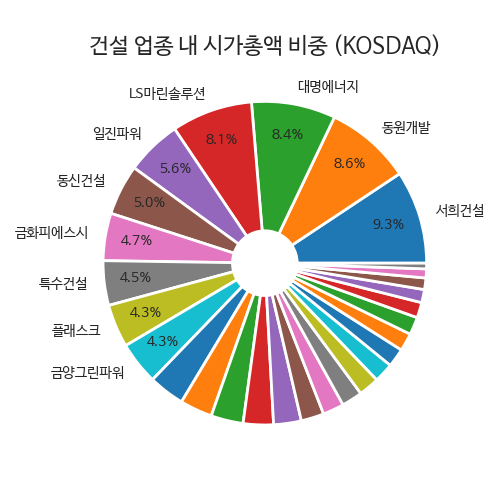 건설 업종 내 시가총액 비중 (KOSDAQ)
대명에너지
LS마린솔루션
동원개발
일진파워
8.4%
8.1%
8.6%
5.6%
동신건설
5.0%
서희건설
9.3%
금화피에스시
4.7%
특수건설
4.5%
4.3%
플래스크
4.3%
금양그린파워